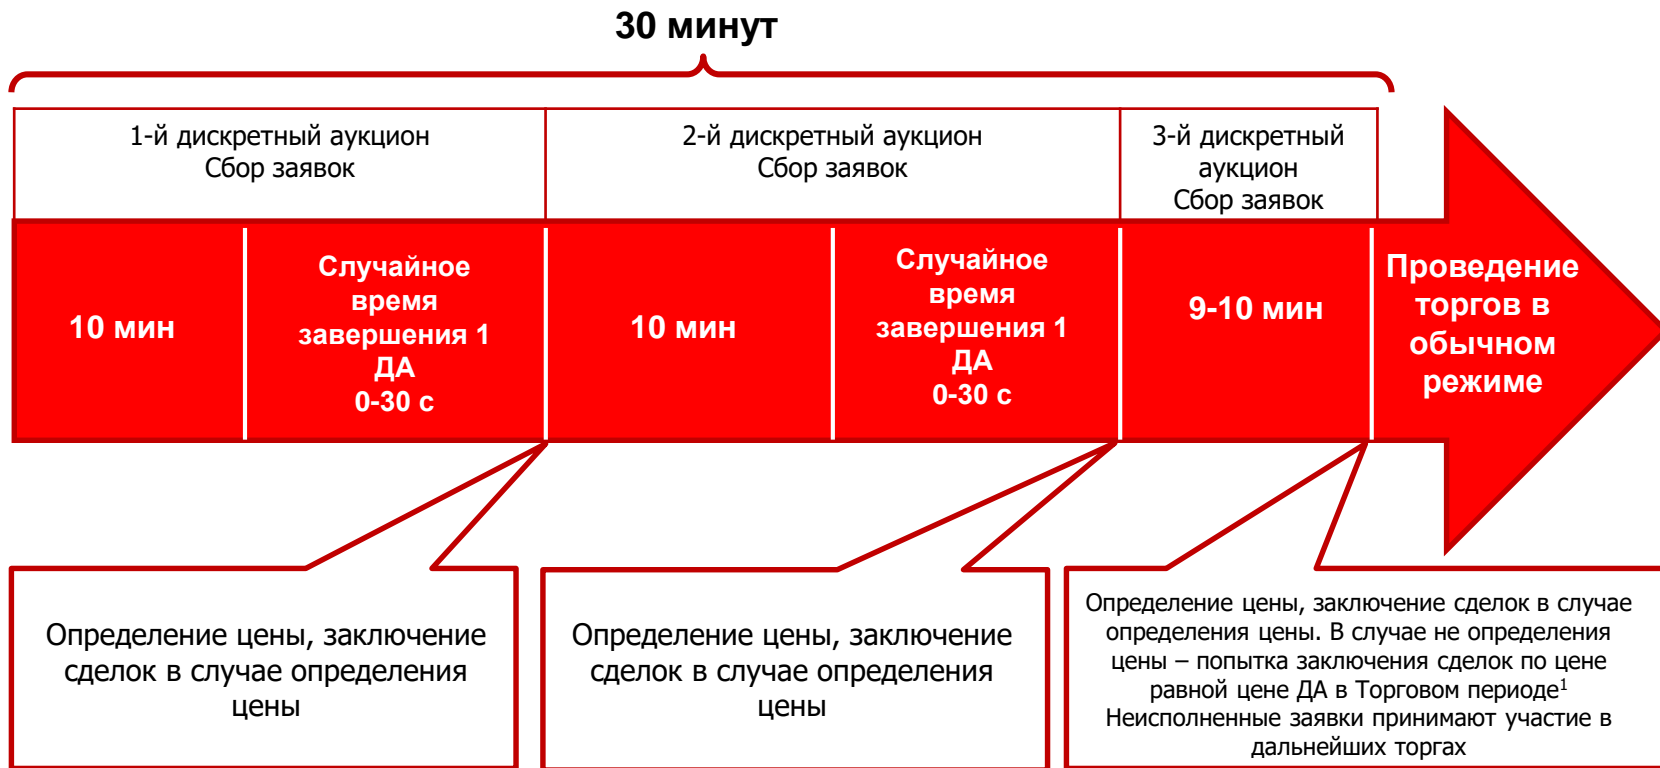 30 минут
1-й дискретный аукцион
Сбор заявок
2-й дискретный аукцион
Сбор заявок
3-й дискретный
аукцион
Сбор заявок
10 мин
Случайное
время
завершения 1
ДА
0-30 с
10 мин
Случайное
время
завершения 1
ДА
0-30 с
9-10 мин
Проведение
торгов в
обычном
режиме
Определение цены, заключение
сделок в случае определения
цены
Определение цены, заключение
сделок в случае определения
цены
Определение цены, заключение сделок в случае
определения цены. В случае не определения
цены – попытка заключения сделок по цене
равной цене ДА в Торговом периоде¹
Неисполненные заявки принимают участие в
дальнейших торгах